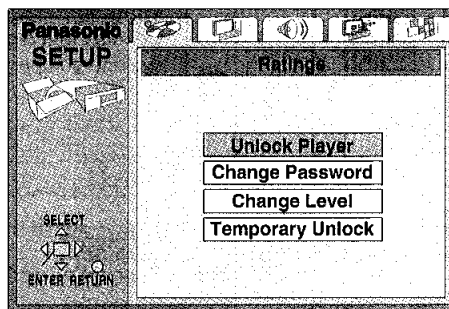 Panasonic
SETUP
Ratings
Unlock Player
Change Password
Change Level
Temporary Unlock
SELECT
ENTER RETURN